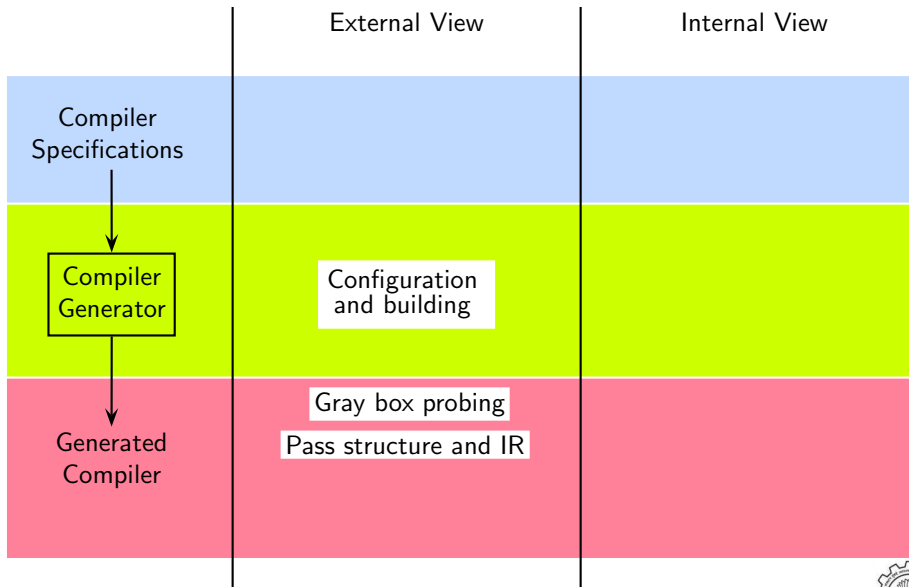 External View
Internal View
Compiler
Specifications
Compiler
Generator
Configuration
and building
Gray box probing
Pass structure and IR
Generated
Compiler